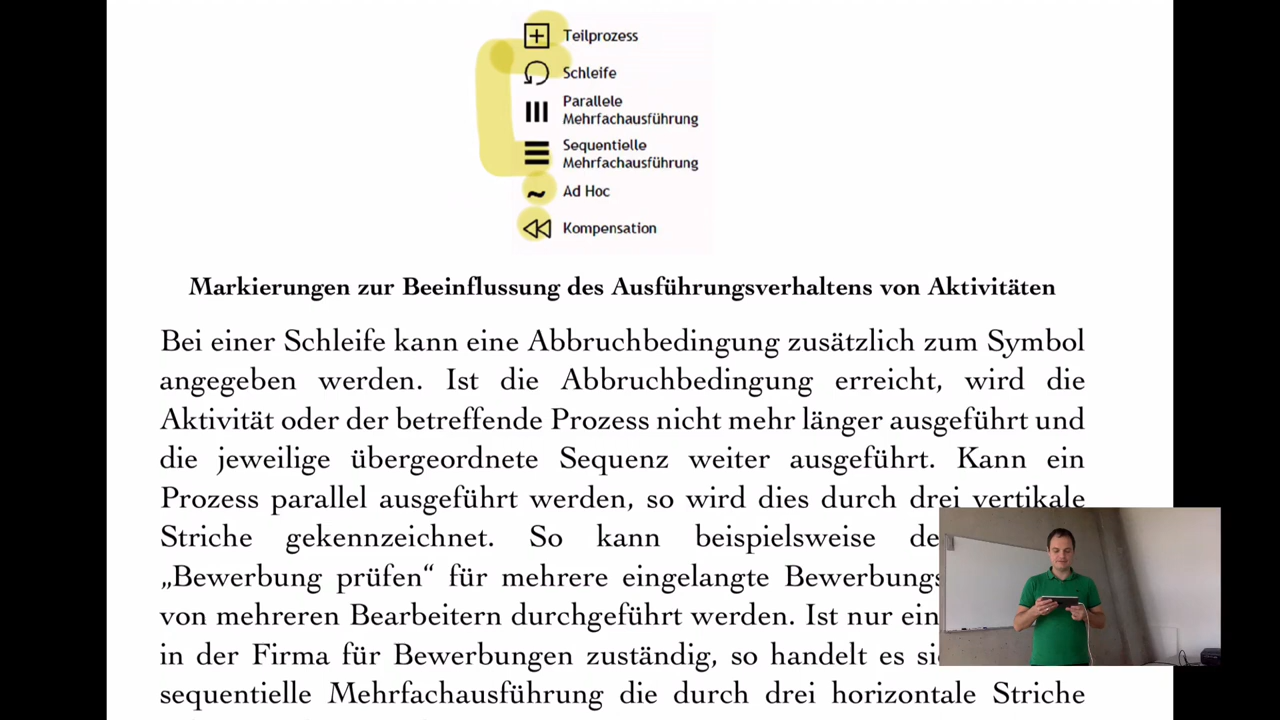 Teilprozess
Schleife
Parallele
Mehrfachausführung
Sequentielle
Mehrfachausführung
Ad Hoc
Kompensation
Markierungen zur Beeinflussung des Ausführungsverhaltens von Aktivitäten
Bei einer Schleife kann eine Abbruchbedingung zusätzlich zum Symbol
angegeben werden. Ist die Abbruchbedingung erreicht, wird die
Aktivität oder der betreffende Prozess nicht mehr länger ausgeführt und
die jeweilige übergeordnete Sequenz weiter ausgeführt. Kann ein
Prozess parallel ausgeführt werden, so wird dies durch drei vertikale
Striche gekennzeichnet. So kann beispielsweise de
„Bewerbung prüfen“ für mehrere eingelangte Bewerbungs
von mehreren Bearbeitern durchgeführt werden. Ist nur ein
in der Firma für Bewerbungen zuständig, so handelt es
sequentielle Mehrfachausführung die durch drei horizontale Striche